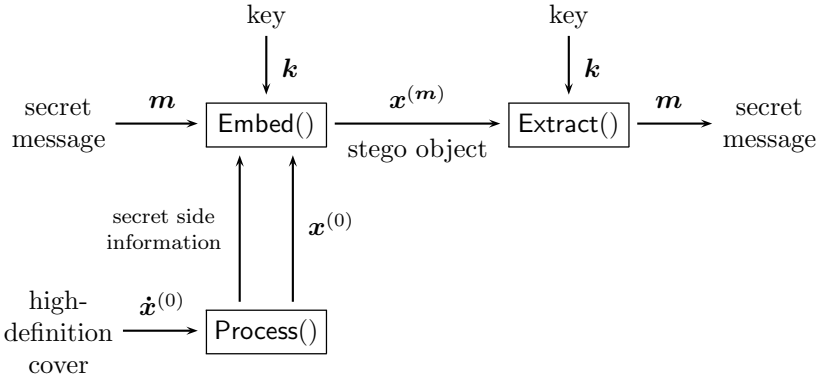 key
key
k
k
secret
message
m
Embed()
x^(m)
stego object
Extract()
m
secret
message
secret side
information
x^(0)
high-
definition
cover
ẋ^(0)
Process()